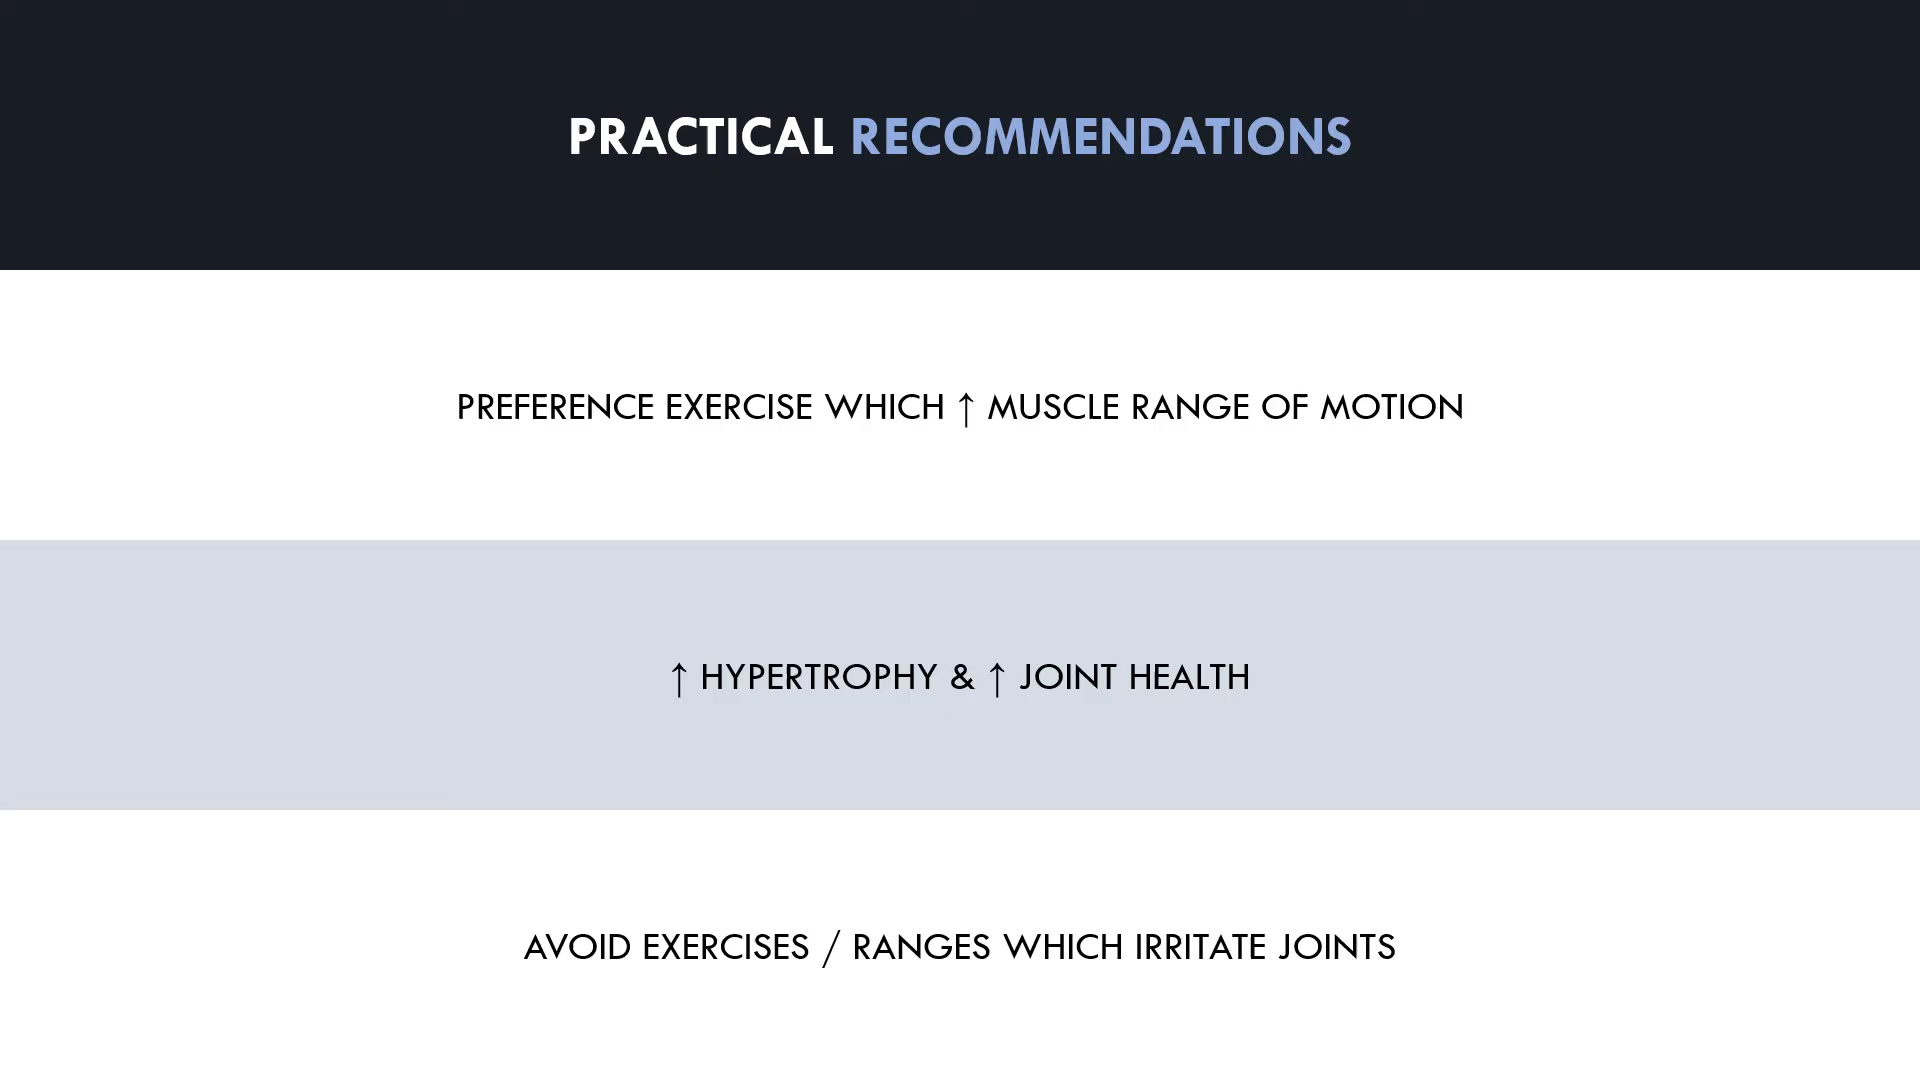 PRACTICAL RECOMMENDATIONS
PREFERENCE EXERCISE WHICH ↑ MUSCLE RANGE OF MOTION
↑ HYPERTROPHY & ↑ JOINT HEALTH
AVOID EXERCISES / RANGES WHICH IRRITATE JOINTS